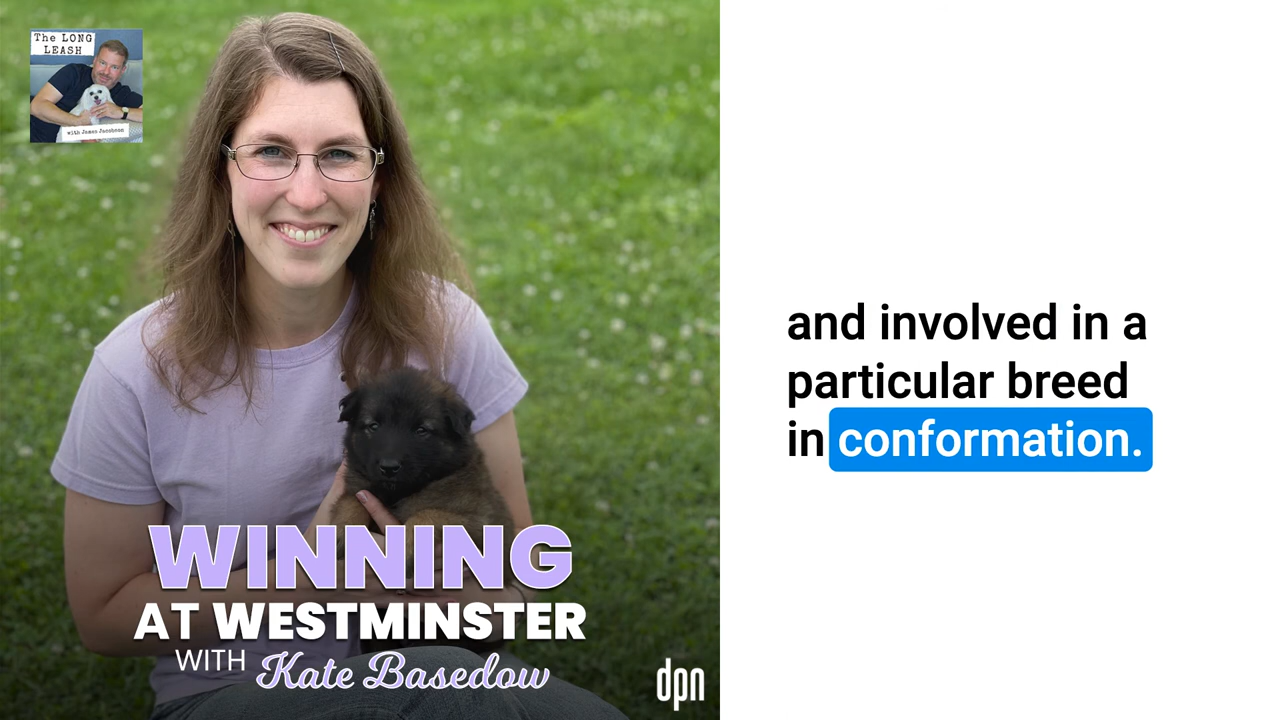 The LONG
LEASH
with James Jacobson
WINNING
AT WESTMINSTER
WITH Kate Basedow
dpn
and involved in a
particular breed
in conformation.